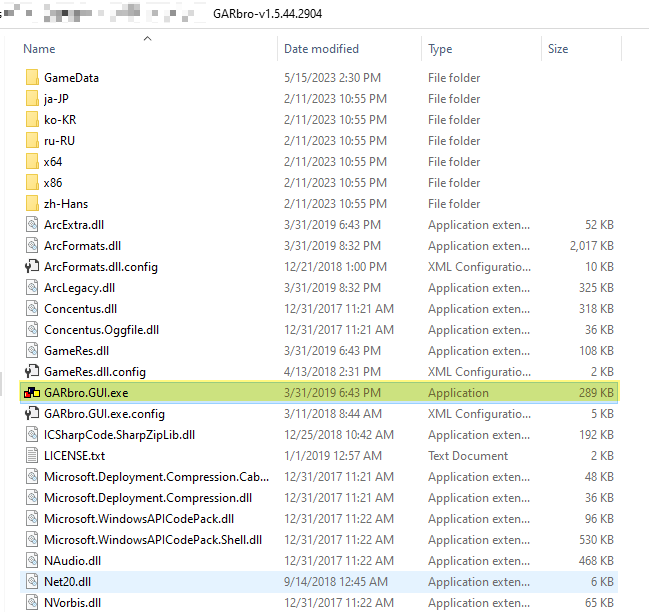 GARbro-v1.5.44.2904
Name Date modified Type Size
GameData 5/15/2023 2:30 PM File folder
ja-JP 2/11/2023 10:55 PM File folder
ko-KR 2/11/2023 10:55 PM File folder
ru-RU 2/11/2023 10:55 PM File folder
x64 2/11/2023 10:55 PM File folder
x86 2/11/2023 10:55 PM File folder
zh-Hans 2/11/2023 10:55 PM File folder
ArcExtra.dll 3/31/2019 6:43 PM Application exten... 52 KB
ArcFormats.dll 3/31/2019 8:32 PM Application exten... 2,017 KB
ArcFormats.dll.config 12/21/2018 1:00 PM XML Configuratio... 10 KB
ArcLegacy.dll 3/31/2019 8:32 PM Application exten... 325 KB
Concentus.dll 12/31/2017 11:21 AM Application exten... 318 KB
Concentus.Oggfile.dll 12/31/2017 11:21 AM Application exten... 36 KB
GameRes.dll 3/31/2019 6:43 PM Application exten... 108 KB
GameRes.dll.config 4/13/2018 2:31 PM XML Configuratio... 2 KB
GARbro.GUI.exe 3/31/2019 6:43 PM Application 289 KB
GARbro.GUI.exe.config 3/11/2018 8:44 AM XML Configuratio... 5 KB
ICSharpCode.SharpZipLib.dll 12/25/2018 10:42 AM Application exten... 192 KB
LICENSE.txt 1/1/2019 12:57 AM Text Document 2 KB
Microsoft.Deployment.Compression.Cab... 12/31/2017 11:21 AM Application exten... 48 KB
Microsoft.Deployment.Compression.dll 12/31/2017 11:21 AM Application exten... 36 KB
Microsoft.WindowsAPICodePack.dll 12/31/2017 11:22 AM Application exten... 96 KB
Microsoft.WindowsAPICodePack.Shell.dll 12/31/2017 11:22 AM Application exten... 530 KB
NAudio.dll 12/31/2017 11:22 AM Application exten... 468 KB
Net20.dll 9/14/2018 12:45 AM Application exten... 6 KB
NVorbis.dll 12/31/2017 11:22 AM Application exten... 65 KB